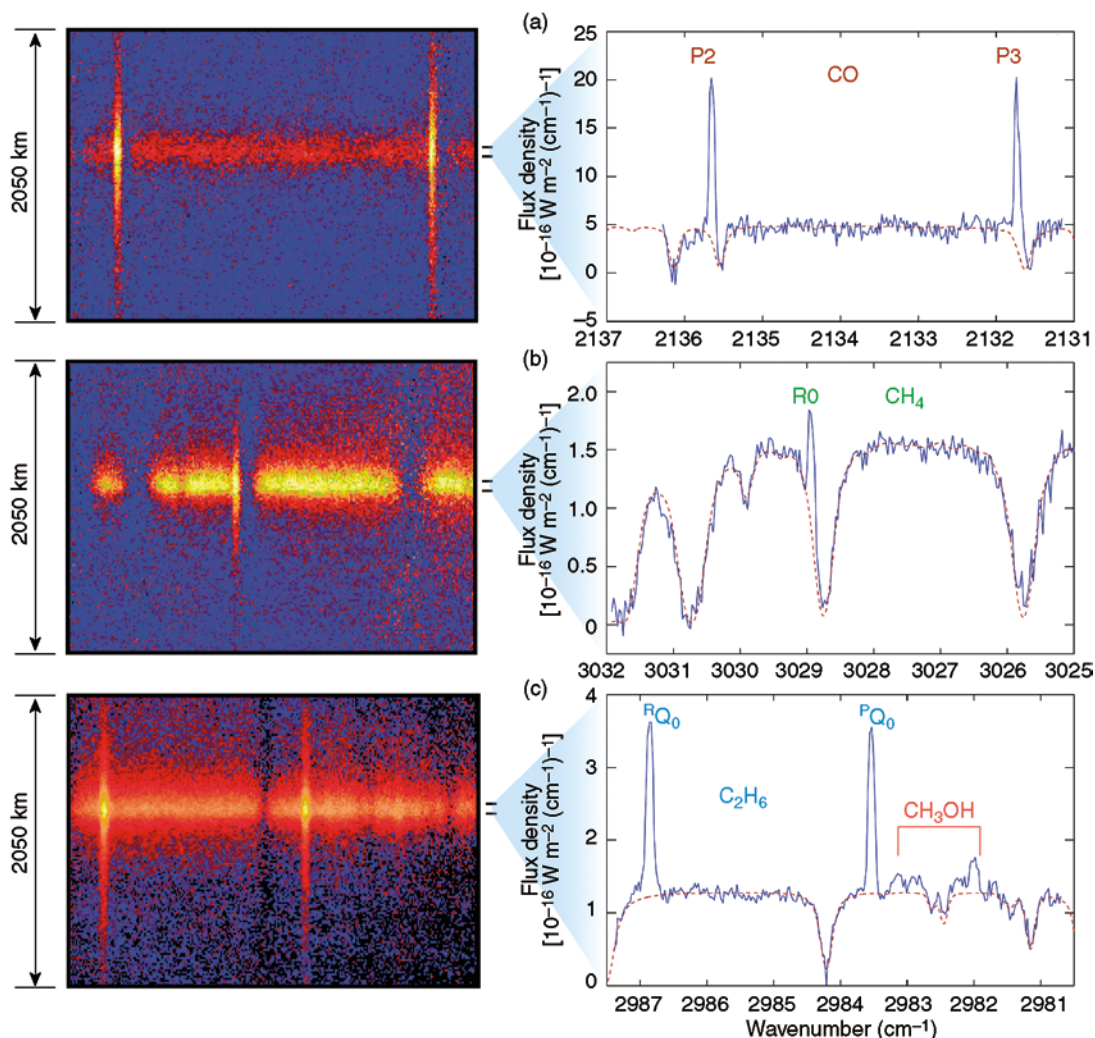 (a)
2050 km
Flux density
[10⁻¹⁶ W m⁻² (cm⁻¹)⁻¹]
25
20
15
10
5
0
−5
P2
CO
P3
2137 2136 2135 2134 2133 2132 2131
(b)
2050 km
Flux density
[10⁻¹⁶ W m⁻² (cm⁻¹)⁻¹]
2.0
1.5
1.0
0.5
0
R0
CH₄
3032 3031 3030 3029 3028 3027 3026 3025
(c)
2050 km
Flux density
[10⁻¹⁶ W m⁻² (cm⁻¹)⁻¹]
4
3
2
1
0
ᴿQ₀
ᴾQ₀
C₂H₆
CH₃OH
2987 2986 2985 2984 2983 2982 2981
Wavenumber (cm⁻¹)